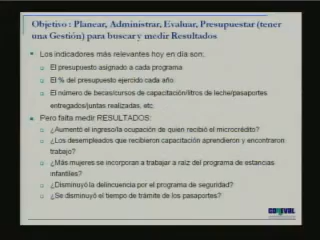 Objetivo : Planear, Administrar, Evaluar, Presupuestar (tener
una Gestión) para buscar y medir Resultados
Los indicadores más relevantes hoy en día son:
El presupuesto asignado a cada programa
El % del presupuesto ejercido cada año.
El número de becas/cursos de capacitación/litros de leche/pasaportes
entregados/juntas realizadas, etc.
Pero falta medir RESULTADOS:
¿Aumentó el ingreso/la ocupación de quien recibió el microcrédito?
¿Los desempleados que recibieron capacitación aprendieron y encontraron
trabajo?
¿Más mujeres se incorporan a trabajar a raíz del programa de estancias
infantiles?
¿Disminuyó la delincuencia por el programa de seguridad?
¿Se disminuyó el tiempo de trámite de los pasaportes?
CONEVAL